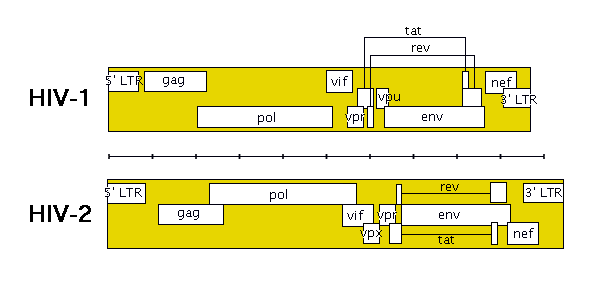 tat
rev
HIV-1
5' LTR
gag
vif
nef
vpu
3' LTR
pol
vpr
env
HIV-2
5' LTR
pol
rev
3' LTR
gag
vif
vpr
env
vpx
tat
nef